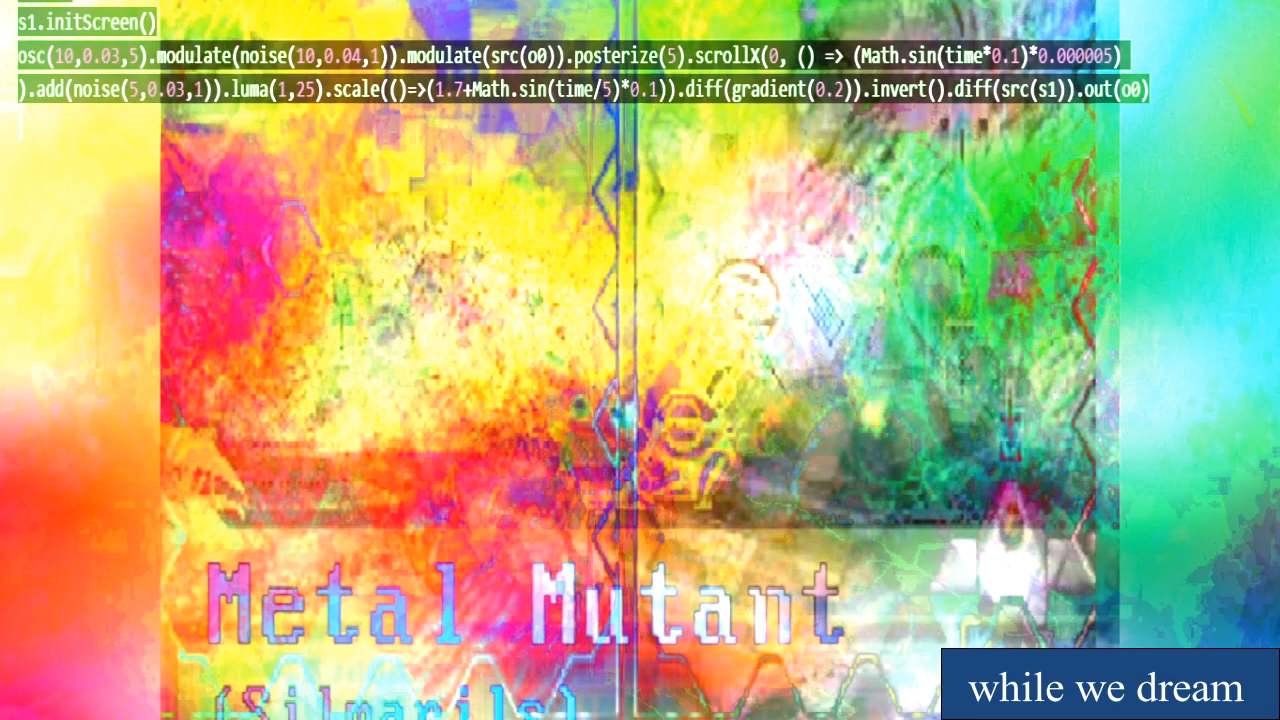 s1.initScreen()
osc(10,0.03,5).modulate(noise(10,0.04,1)).modulate(src(o0)).posterize(5).scrollX(0, () => (Math.sin(time*0.1)*0.000005)
).add(noise(5,0.03,1)).luma(1,25).scale(()=>(1.7+Math.sin(time/5)*0.1)).diff(gradient(0.2)).invert().diff(src(s1)).out(o0)
Metal Mutant
(Silmarils)
while we dream